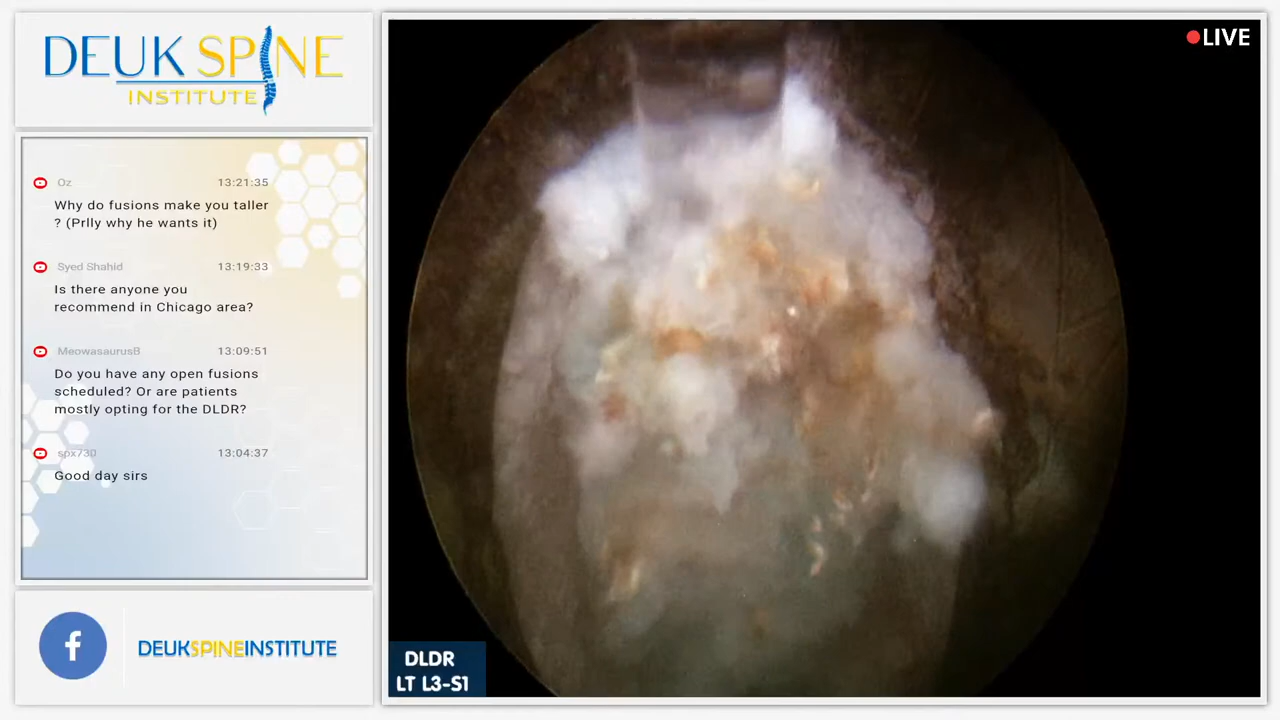 DEUK SPINE
INSTITUTE
Oz 13:21:35
Why do fusions make you taller
? (Prlly why he wants it)
Syed Shahid 13:19:33
Is there anyone you
recommend in Chicago area?
MeowasaurusB 13:09:51
Do you have any open fusions
scheduled? Or are patients
mostly opting for the DLDR?
spx730 13:04:37
Good day sirs
f
DEUKSPINEINSTITUTE
LIVE
DLDR
LT L3-S1